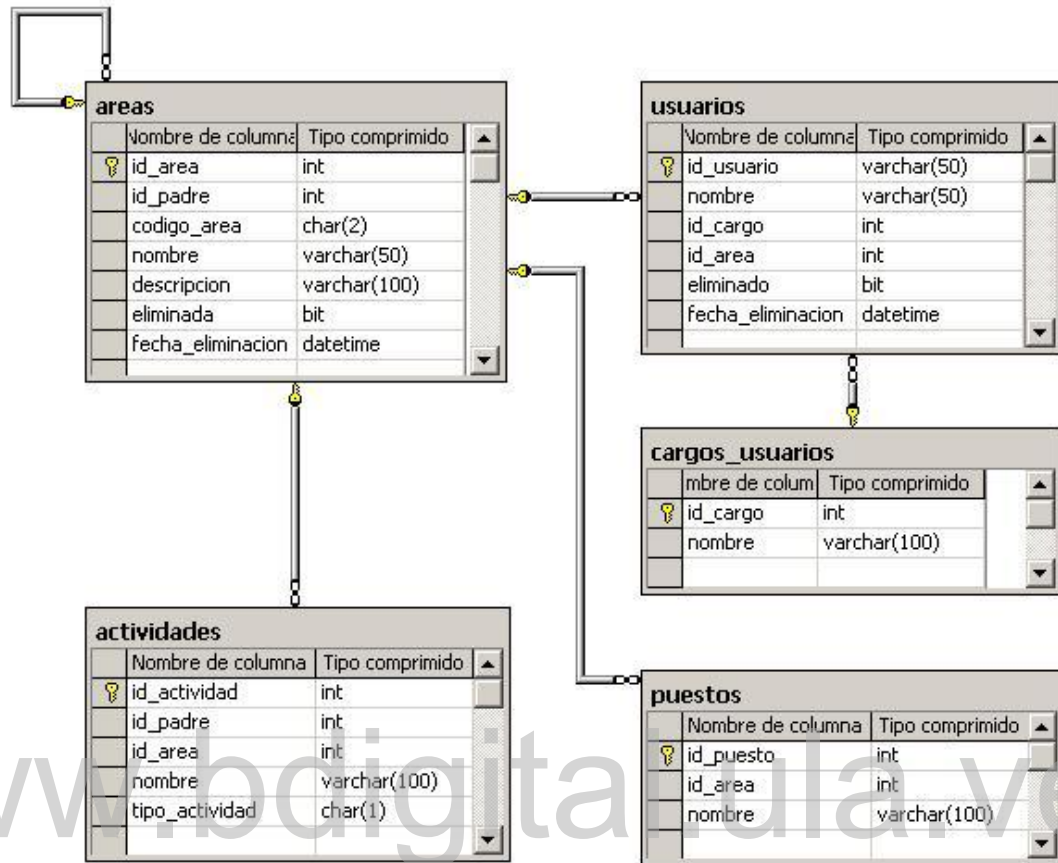 areas
Nombre de columna Tipo comprimido
id_area int
id_padre int
codigo_area char(2)
nombre varchar(50)
descripcion varchar(100)
eliminada bit
fecha_eliminacion datetime
usuarios
Nombre de columna Tipo comprimido
id_usuario varchar(50)
nombre varchar(50)
id_cargo int
id_area int
eliminado bit
fecha_eliminacion datetime
cargos_usuarios
mbre de colum Tipo comprimido
id_cargo int
nombre varchar(100)
actividades
Nombre de columna Tipo comprimido
id_actividad int
id_padre int
id_area int
nombre varchar(100)
tipo_actividad char(1)
puestos
Nombre de columna Tipo comprimido
id_puesto int
id_area int
nombre varchar(100)
ww.bdigital.ula.ve